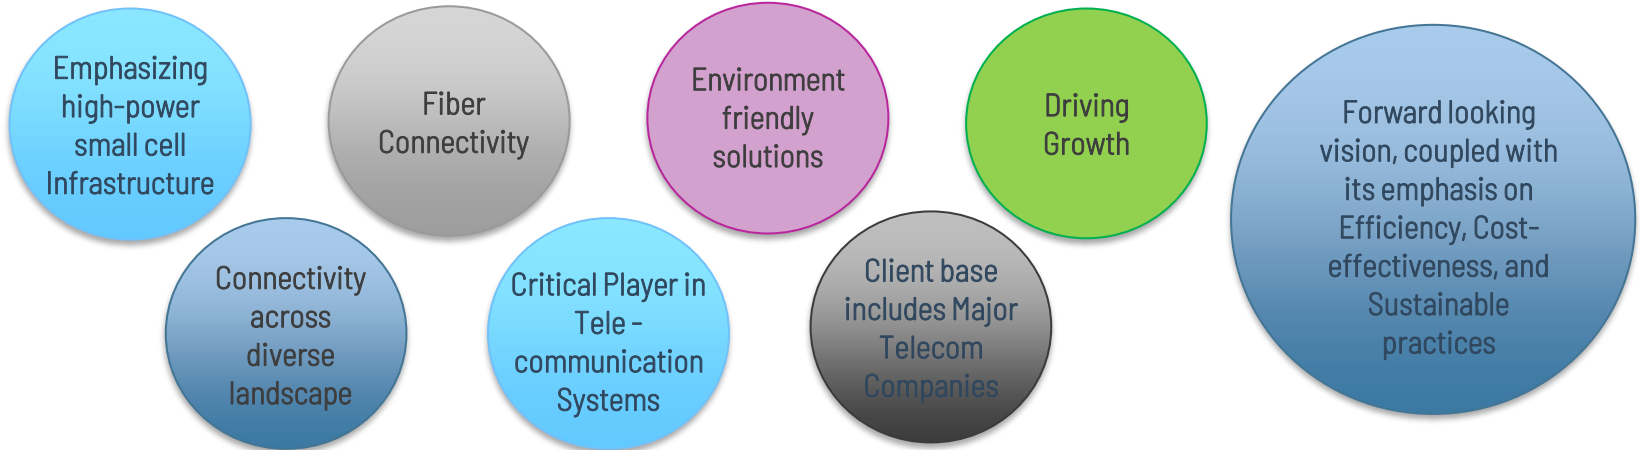 Emphasizing
high-power
small cell
Infrastructure
Fiber
Connectivity
Environment
friendly
solutions
Driving
Growth
Forward looking
vision, coupled with
its emphasis on
Efficiency, Cost-
effectiveness, and
Sustainable
practices
Connectivity
across
diverse
landscape
Critical Player in
Tele -
communication
Systems
Client base
includes Major
Telecom
Companies